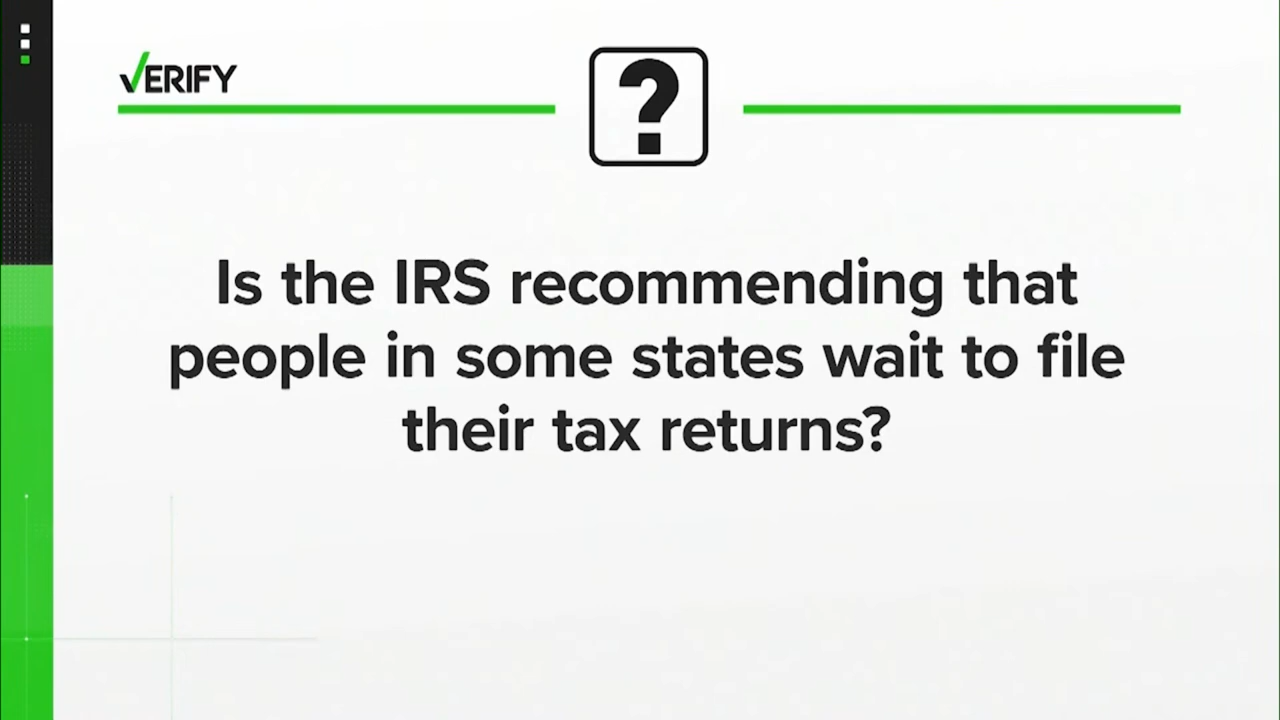 VERIFY
?
Is the IRS recommending that
people in some states wait to file
their tax returns?